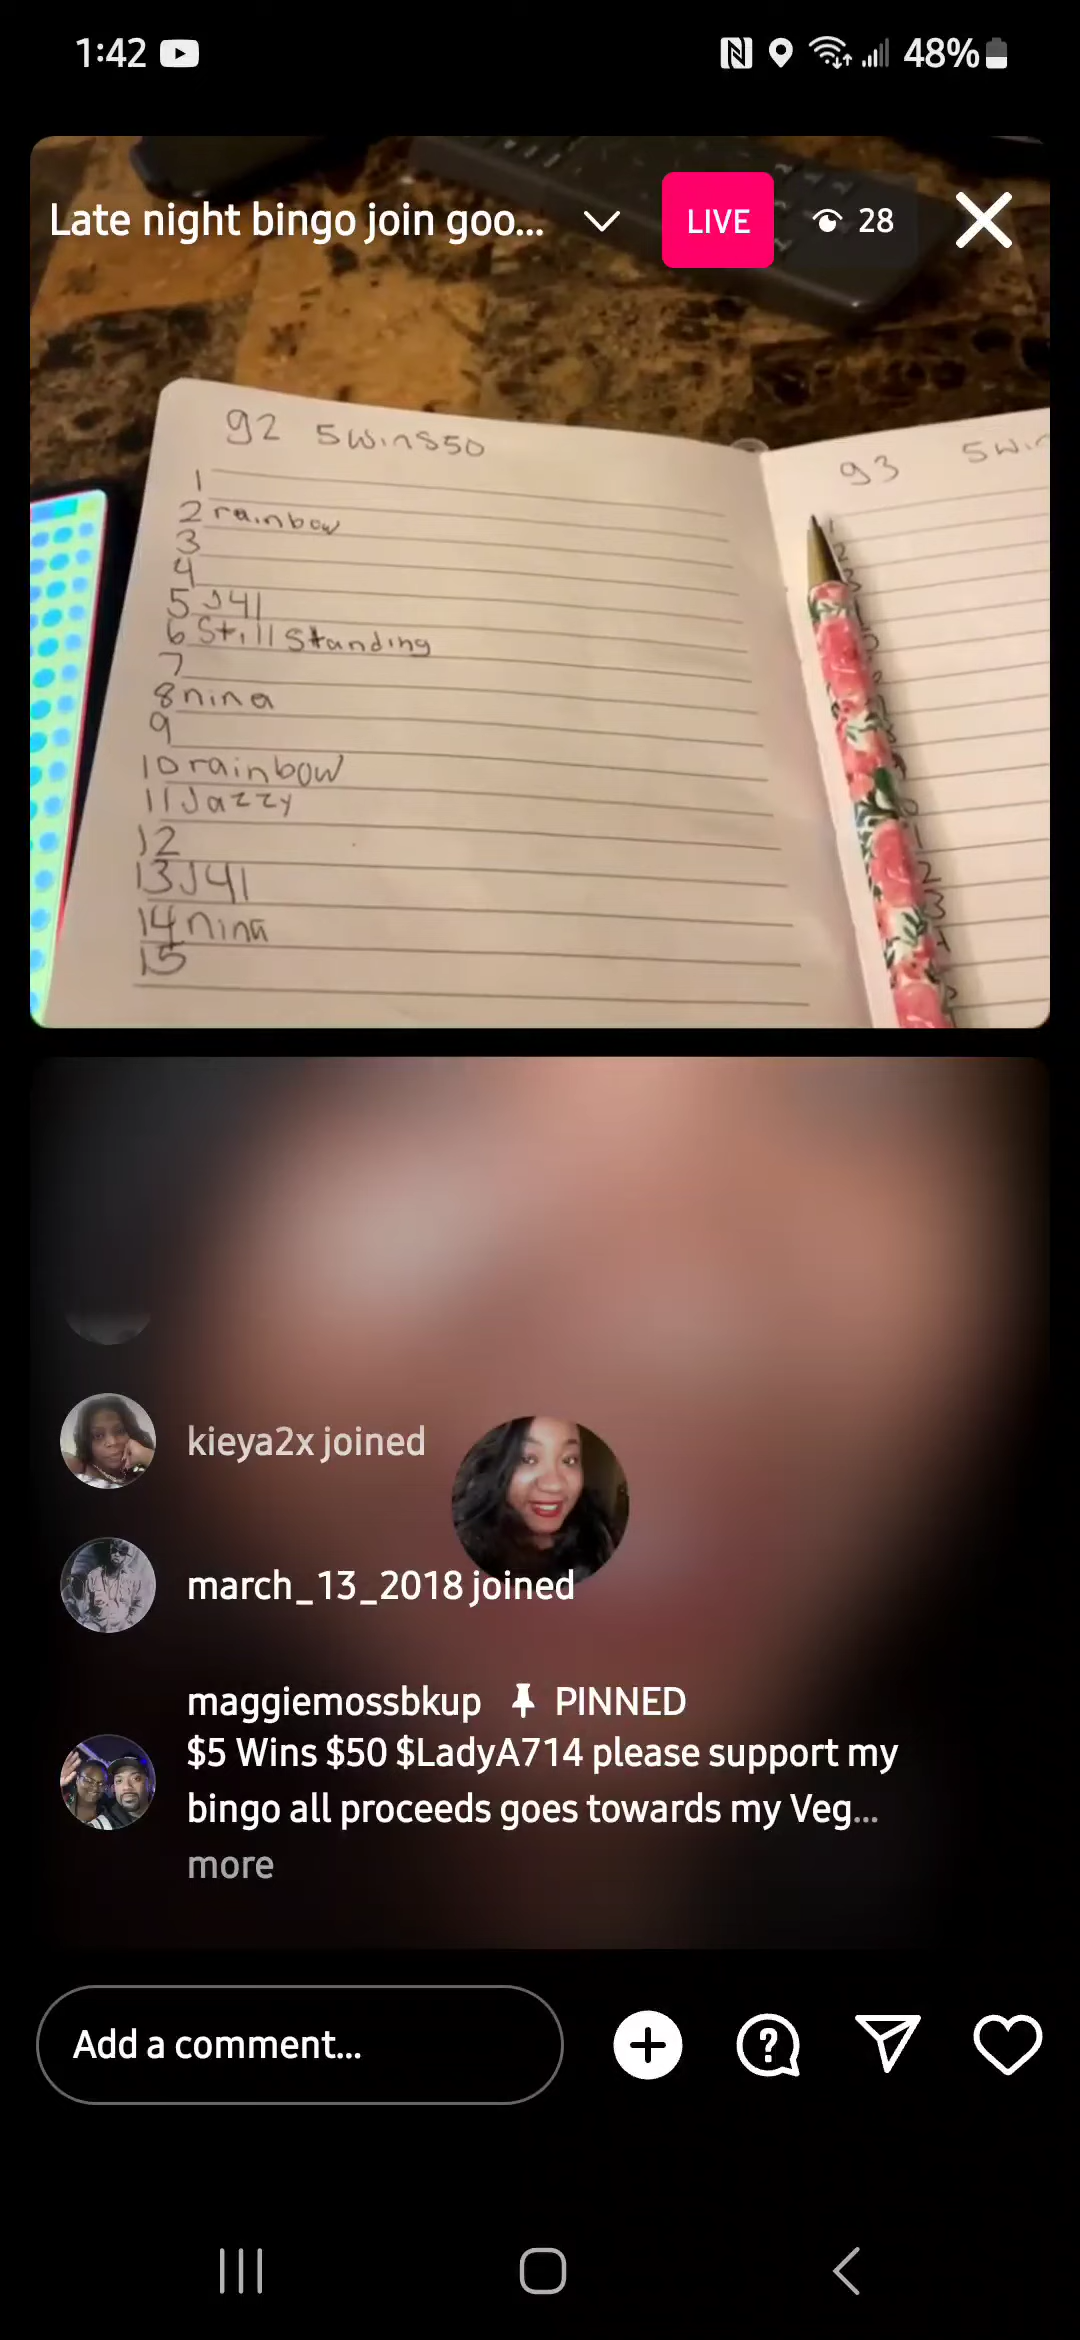 1:42
48%
Late night bingo join goo...
LIVE
28
g2 5wins50
1
2 rainbow
3
4
5 J41
6 Still Standing
7
8 nina
9
10 rainbow
11 Jazzy
12
13 J41
14 nina
15
g3 5wi
kieya2x joined
march_13_2018 joined
maggiemossbkup PINNED
$5 Wins $50 $LadyA714 please support my
bingo all proceeds goes towards my Veg...
more
Add a comment...